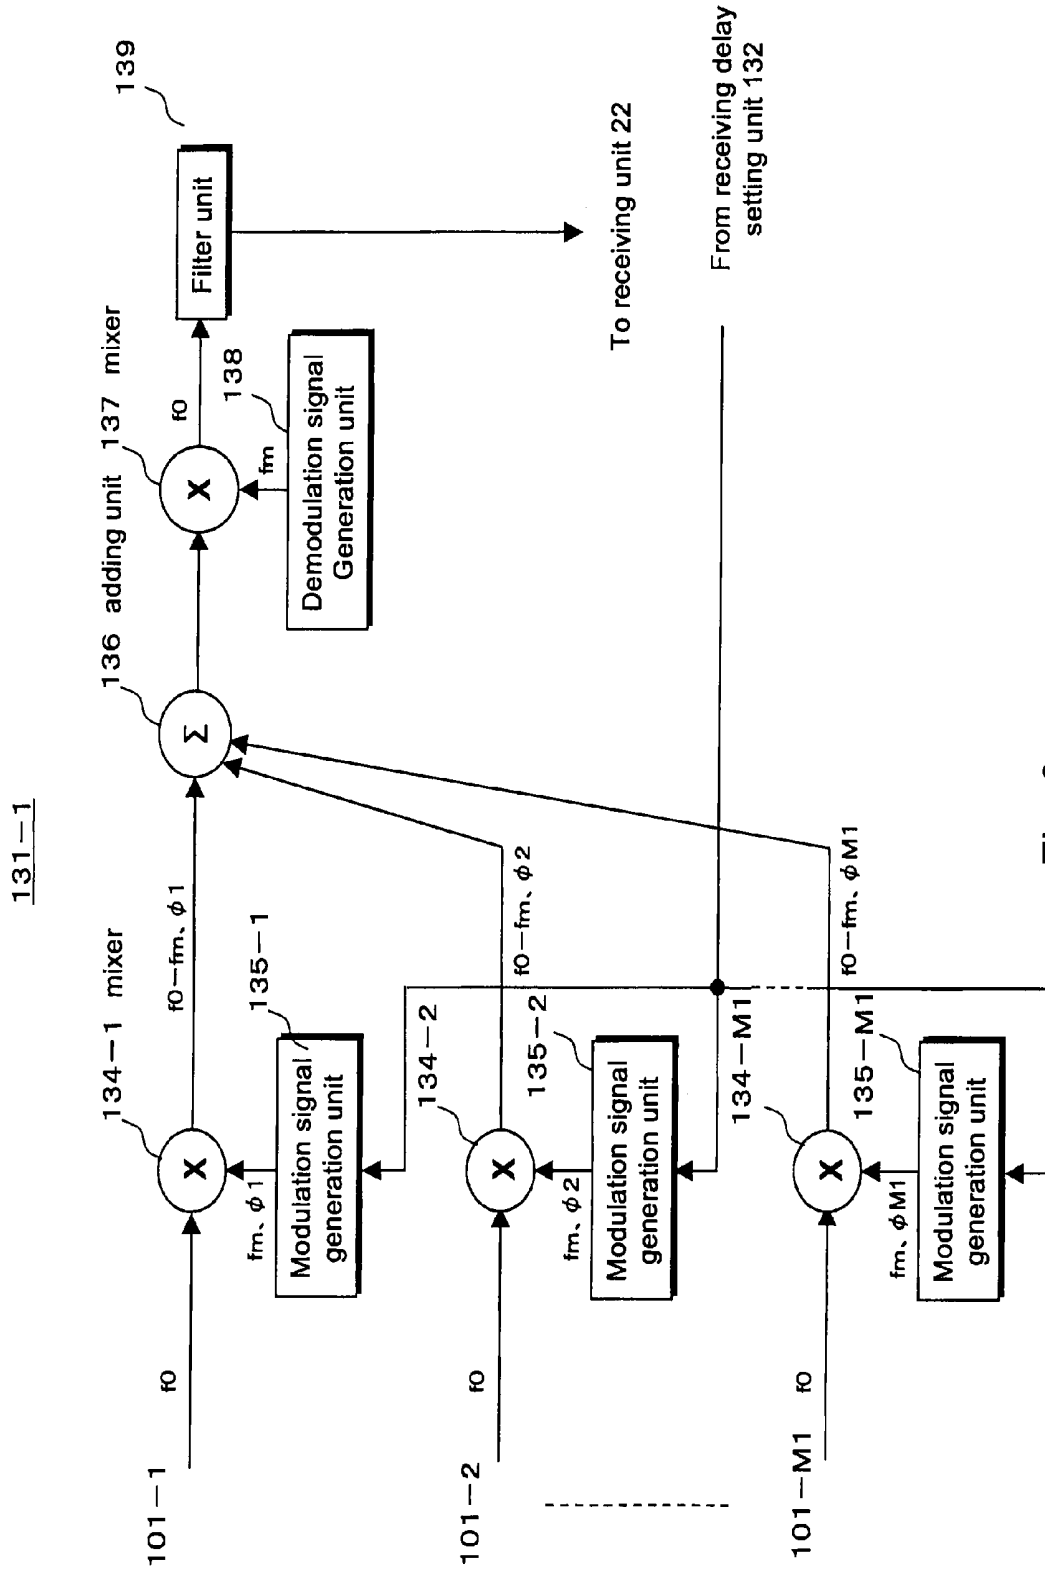 131-1
101-1
f0
134-1 mixer
fm、φ1
Modulation signal
generation unit
135-1
f0-fm、φ1
136 adding unit
Σ
137 mixer
X
X
f0
fm
138
Demodulation signal
Generation unit
Filter unit
139
To receiving unit 22
From receiving delay
setting unit 132
101-2
f0
134-2
X
fm、φ2
Modulation signal
generation unit
135-2
f0-fm、φ2
101-M1
f0
134-M1
X
fm、φM1
Modulation signal
generation unit
135-M1
f0-fm、φM1